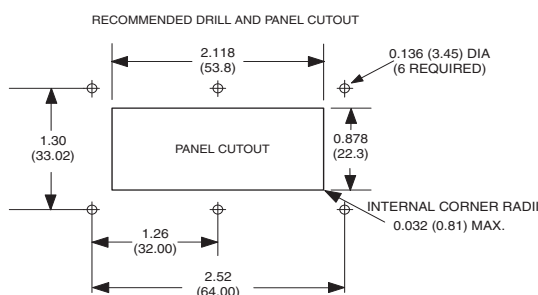 RECOMMENDED DRILL AND PANEL CUTOUT
2.118
(53.8)
0.136 (3.45) DIA
(6 REQUIRED)
1.30
(33.02)
PANEL CUTOUT
0.878
(22.3)
INTERNAL CORNER RADII
0.032 (0.81) MAX.
1.26
(32.00)
2.52
(64.00)